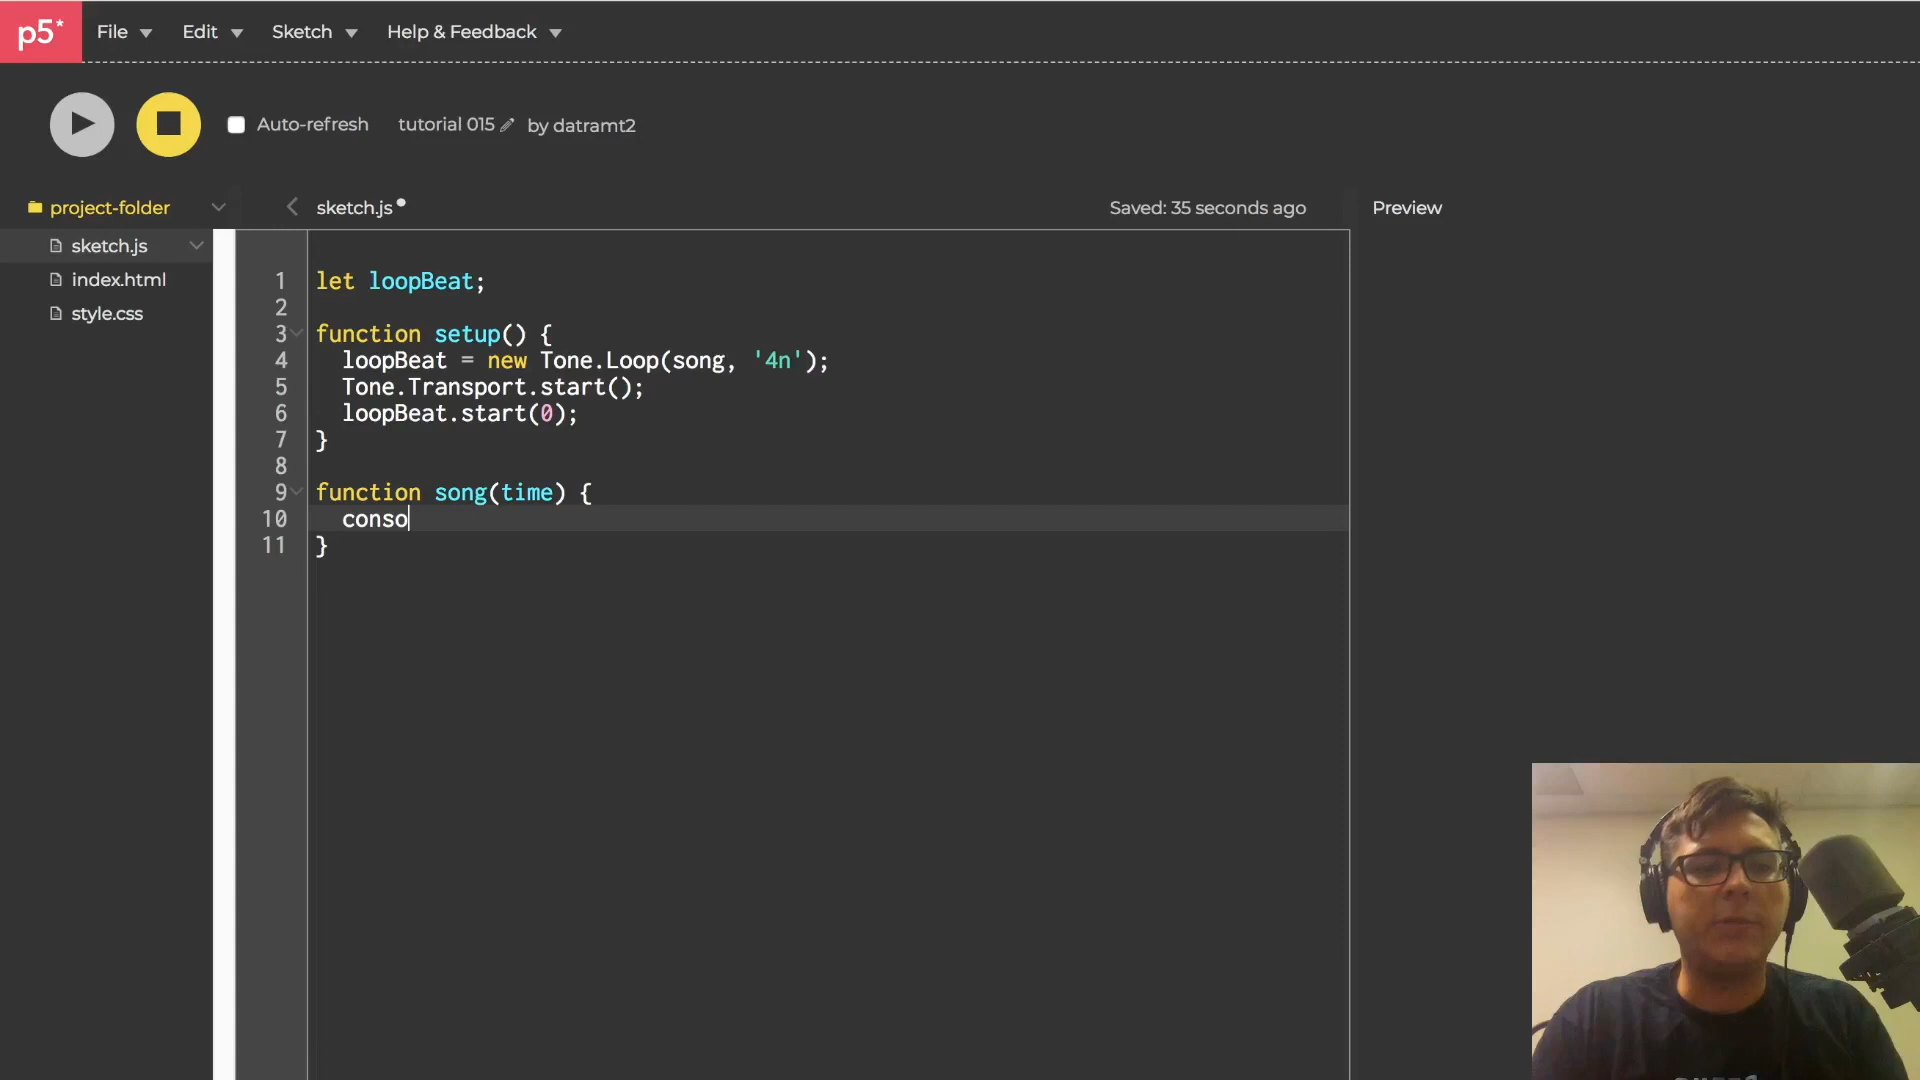 p5* File Edit Sketch Help & Feedback
Auto-refresh tutorial 015 by datramt2
project-folder sketch.js Saved: 35 seconds ago Preview
sketch.js
index.html
style.css
1 let loopBeat;
2
3 function setup() {
4 loopBeat = new Tone.Loop(song, '4n');
5 Tone.Transport.start();
6 loopBeat.start(0);
7 }
8
9 function song(time) {
10 conso
11 }